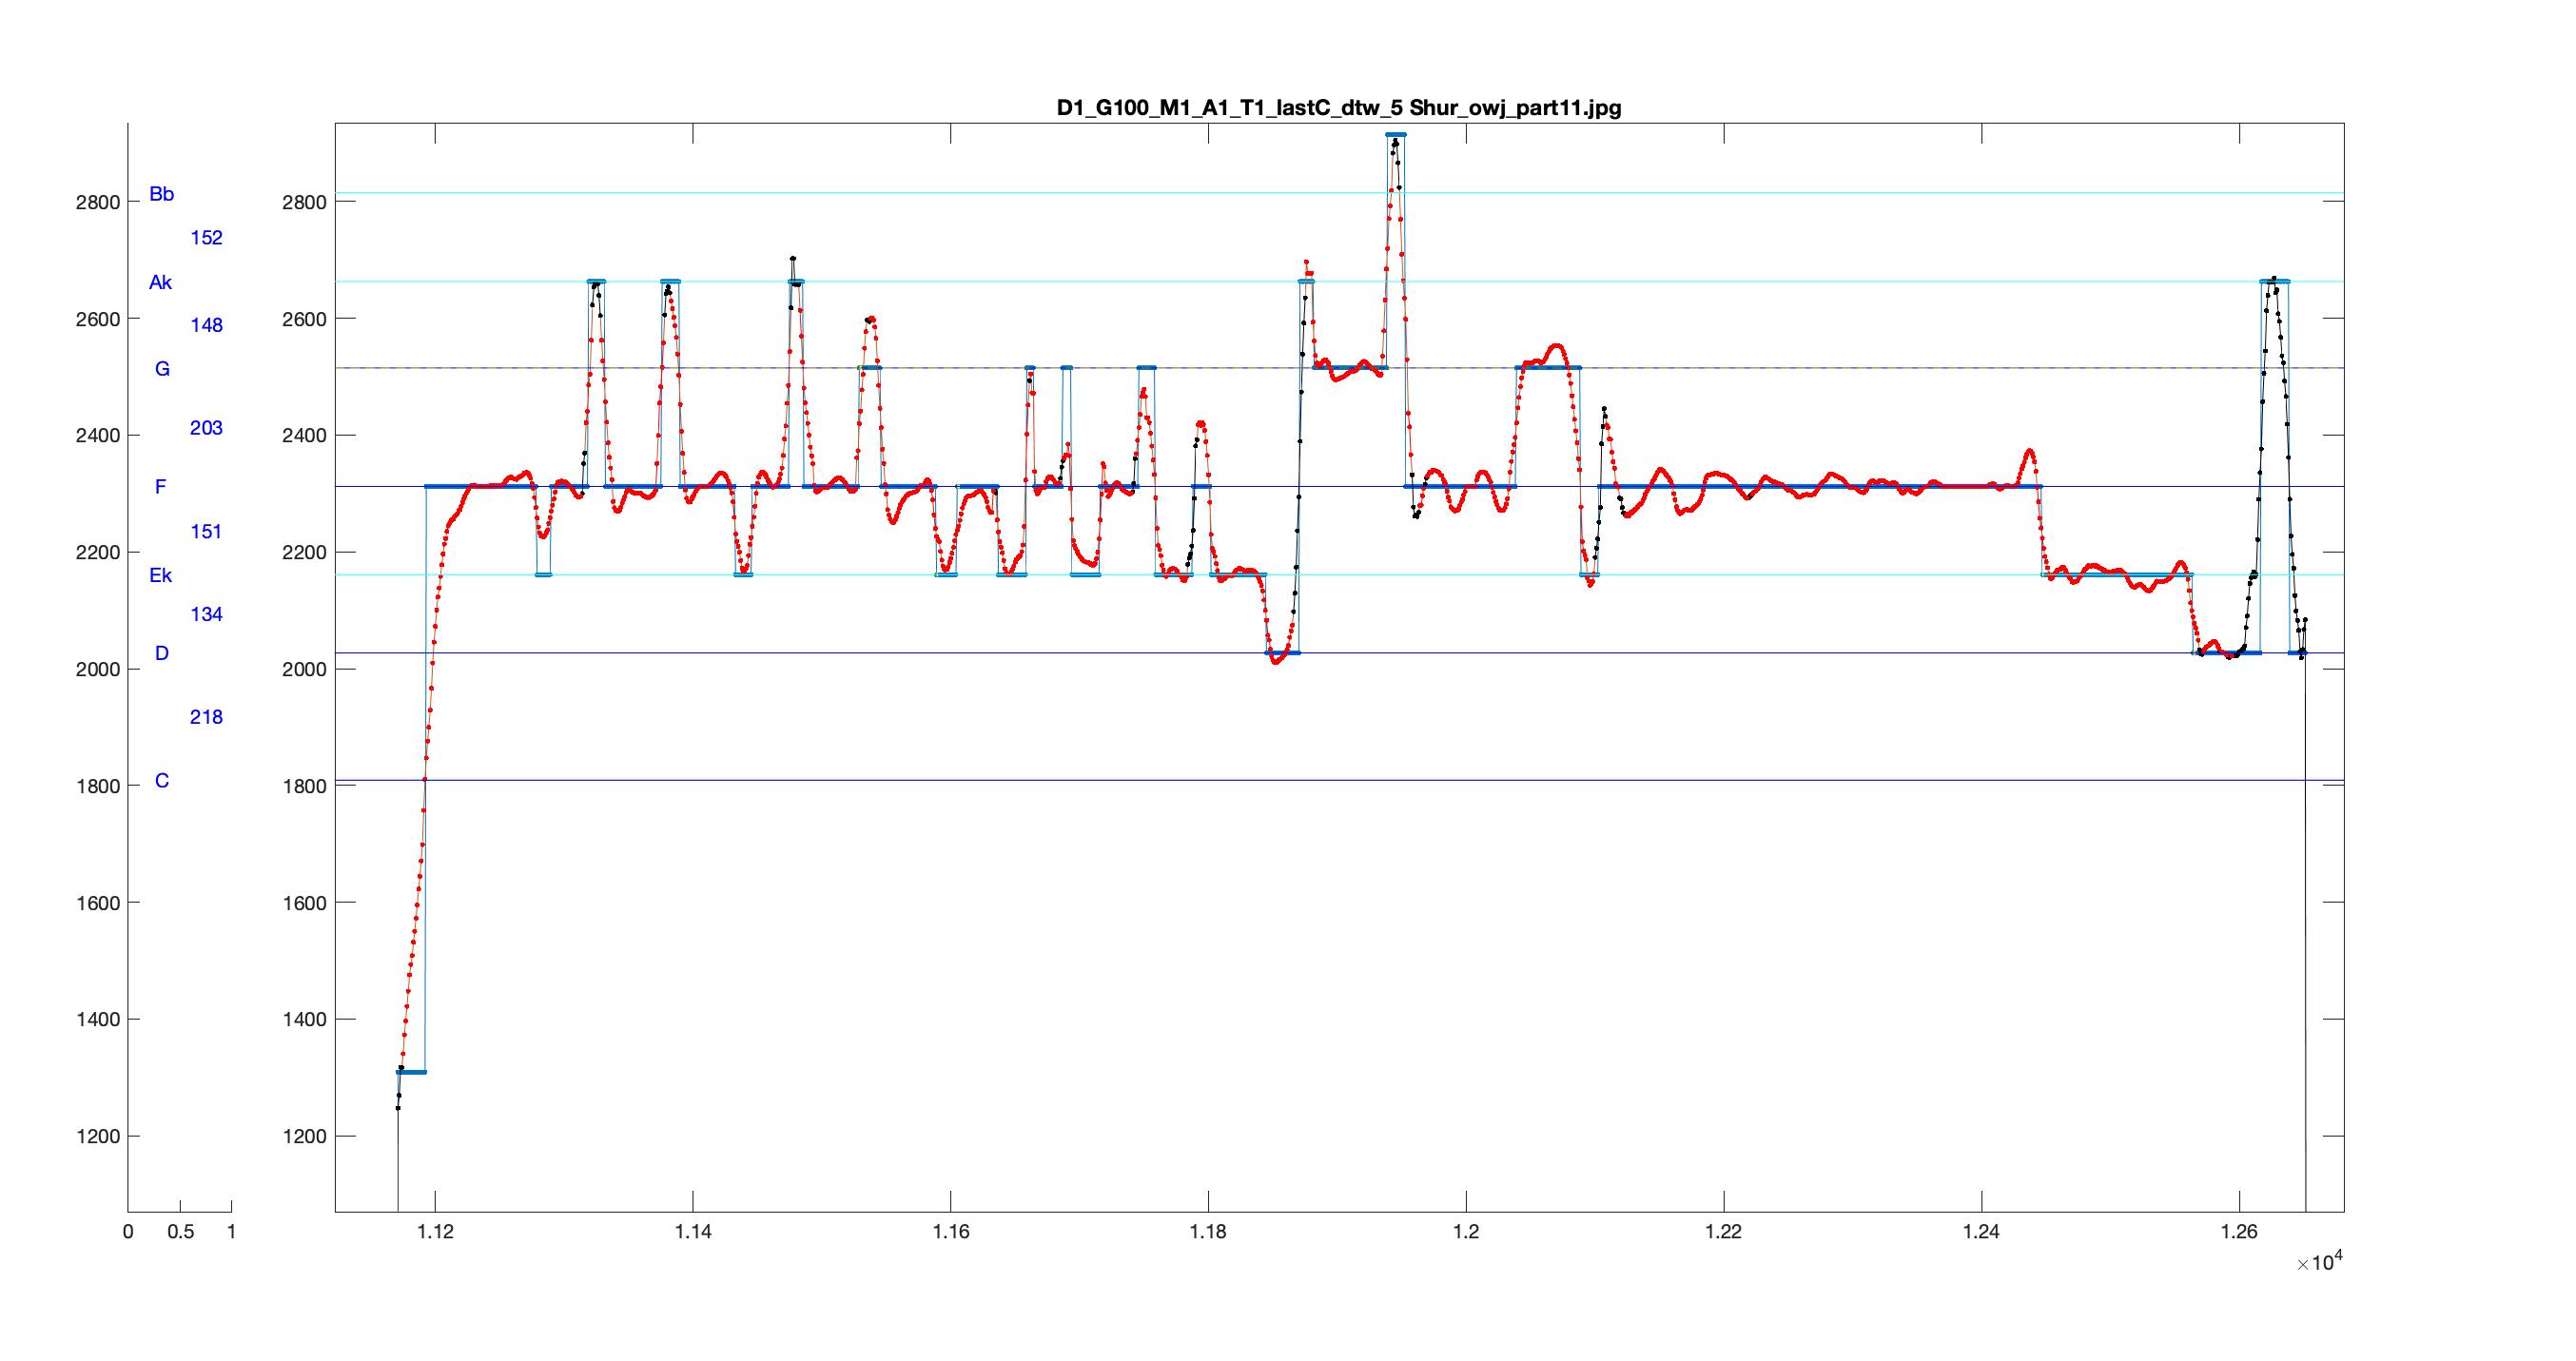 D1_G100_M1_A1_T1_lastC_dtw_5 Shur_owj_part11.jpg
2800 Bb 2800
152
Ak
2600 148 2600
G
203
2400 2400
F
151
2200 2200
Ek
134
D
2000 2000
218
C
1800 1800
1600 1600
1400 1400
1200 1200
0 0.5 1 1.12 1.14 1.16 1.18 1.2 1.22 1.24 1.26
×10⁴